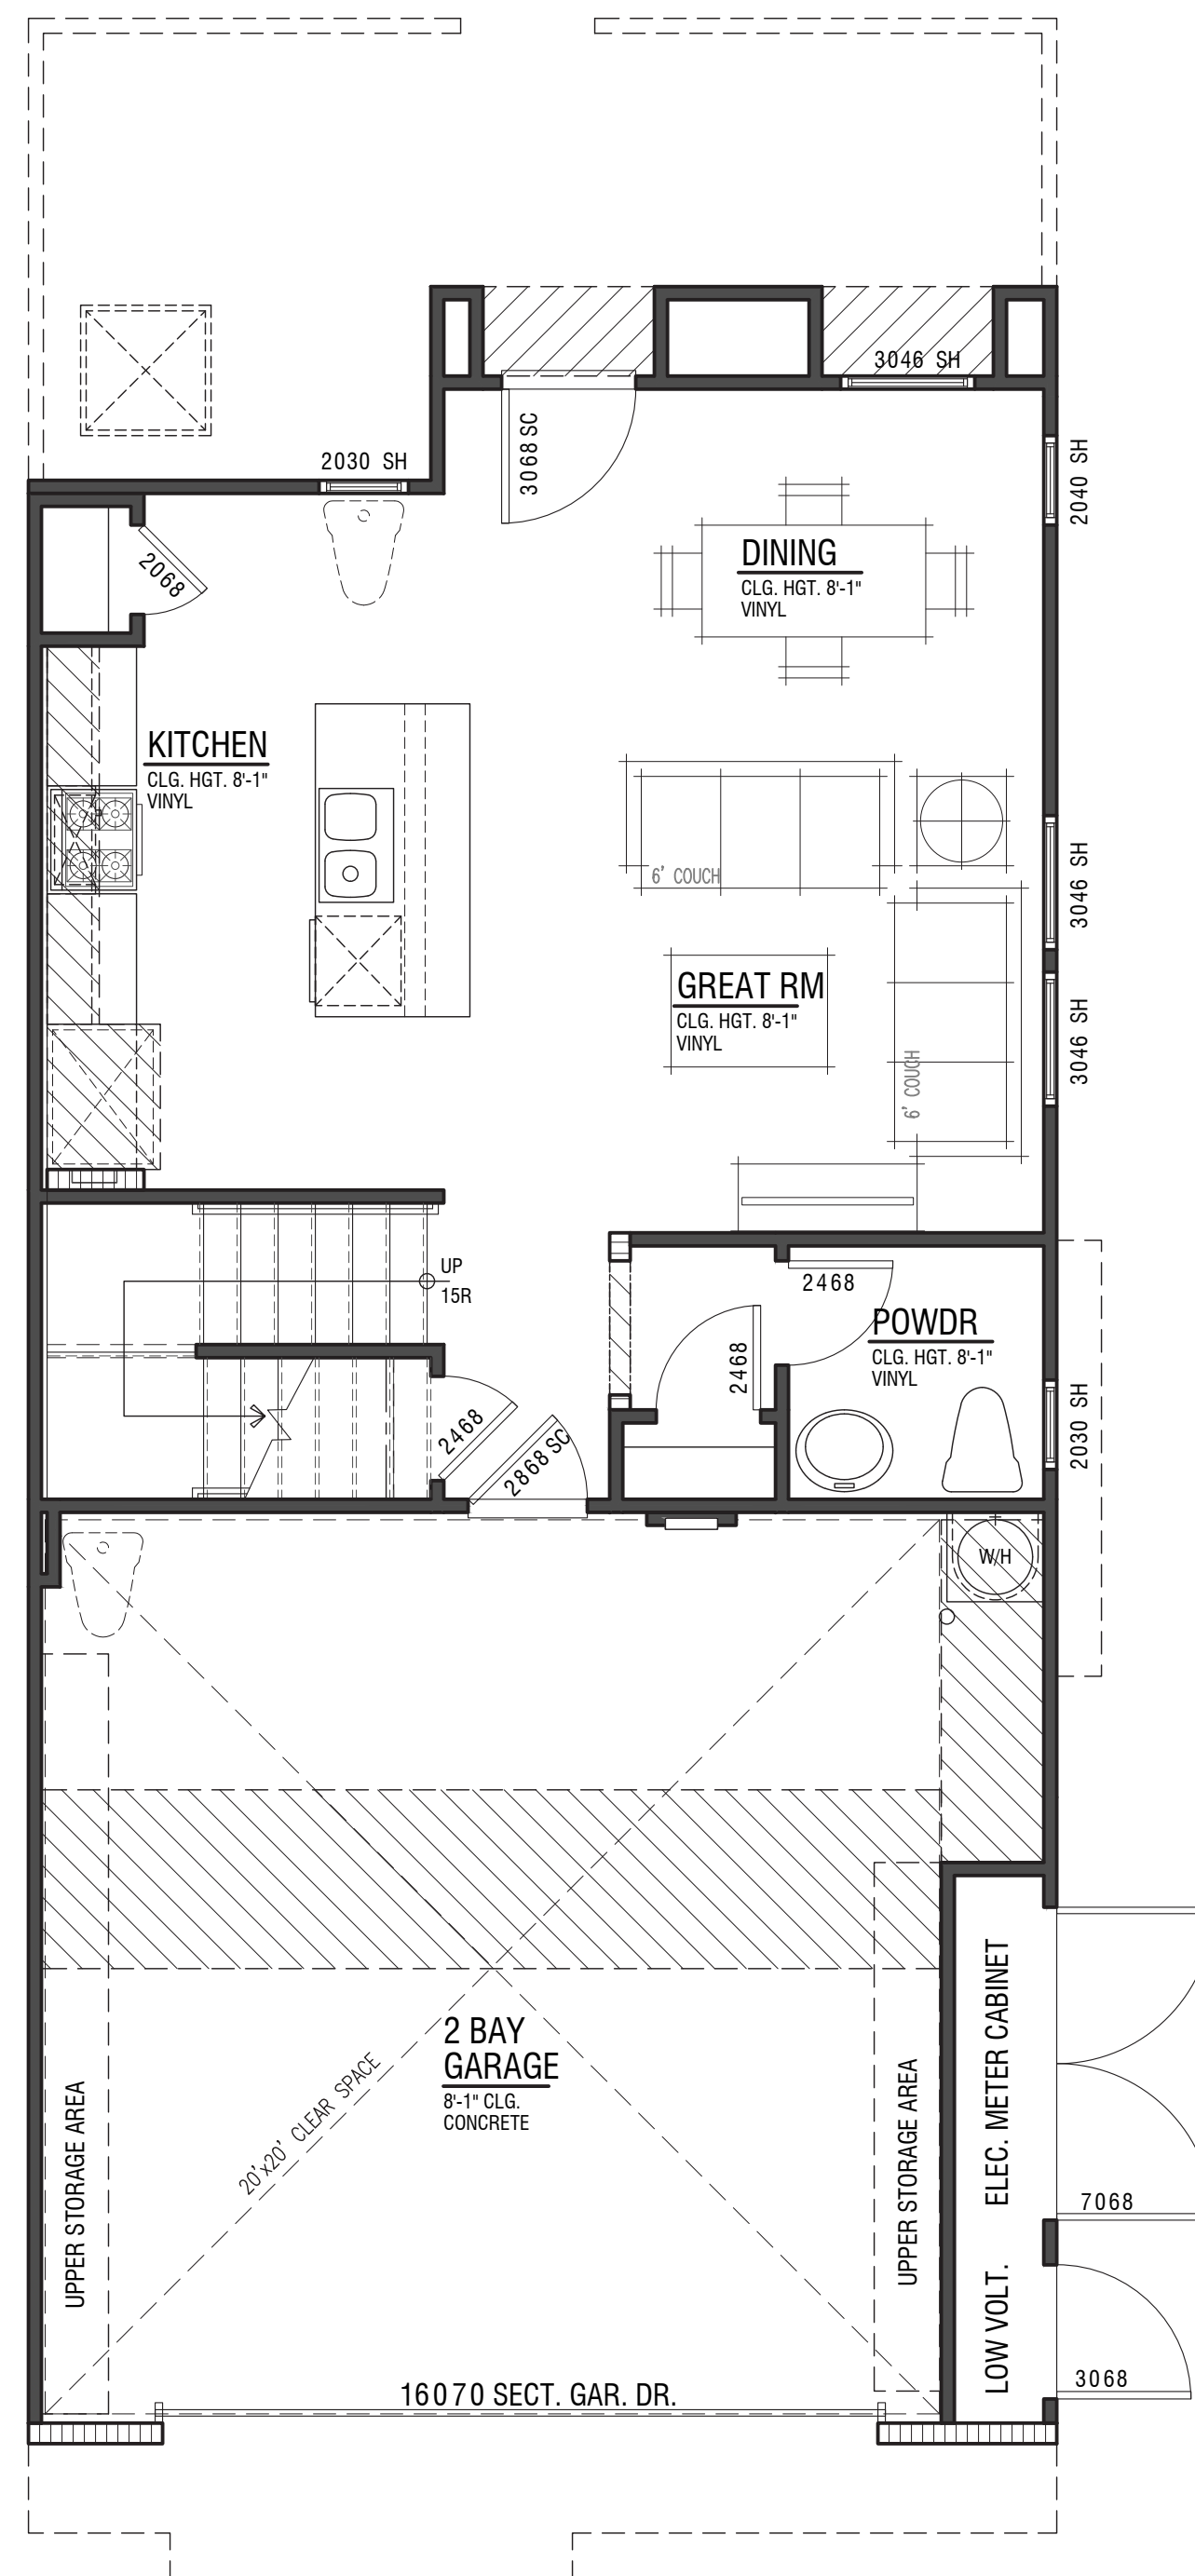 3046 SH
2030 SH
3068 SC
2040 SH
2068
DINING
CLG. HGT. 8'-1"
VINYL
KITCHEN
CLG. HGT. 8'-1"
VINYL
6' COUCH
3046 SH
GREAT RM
CLG. HGT. 8'-1"
VINYL
3046 SH
6' COUCH
UP
15R
2468
POWDR
CLG. HGT. 8'-1"
VINYL
2468
2468
2868 SC
2030 SH
W/H
2 BAY
GARAGE
8'-1" CLG.
CONCRETE
20'x20' CLEAR SPACE
UPPER STORAGE AREA
UPPER STORAGE AREA
ELEC. METER CABINET
LOW VOLT.
7068
3068
16070 SECT. GAR. DR.